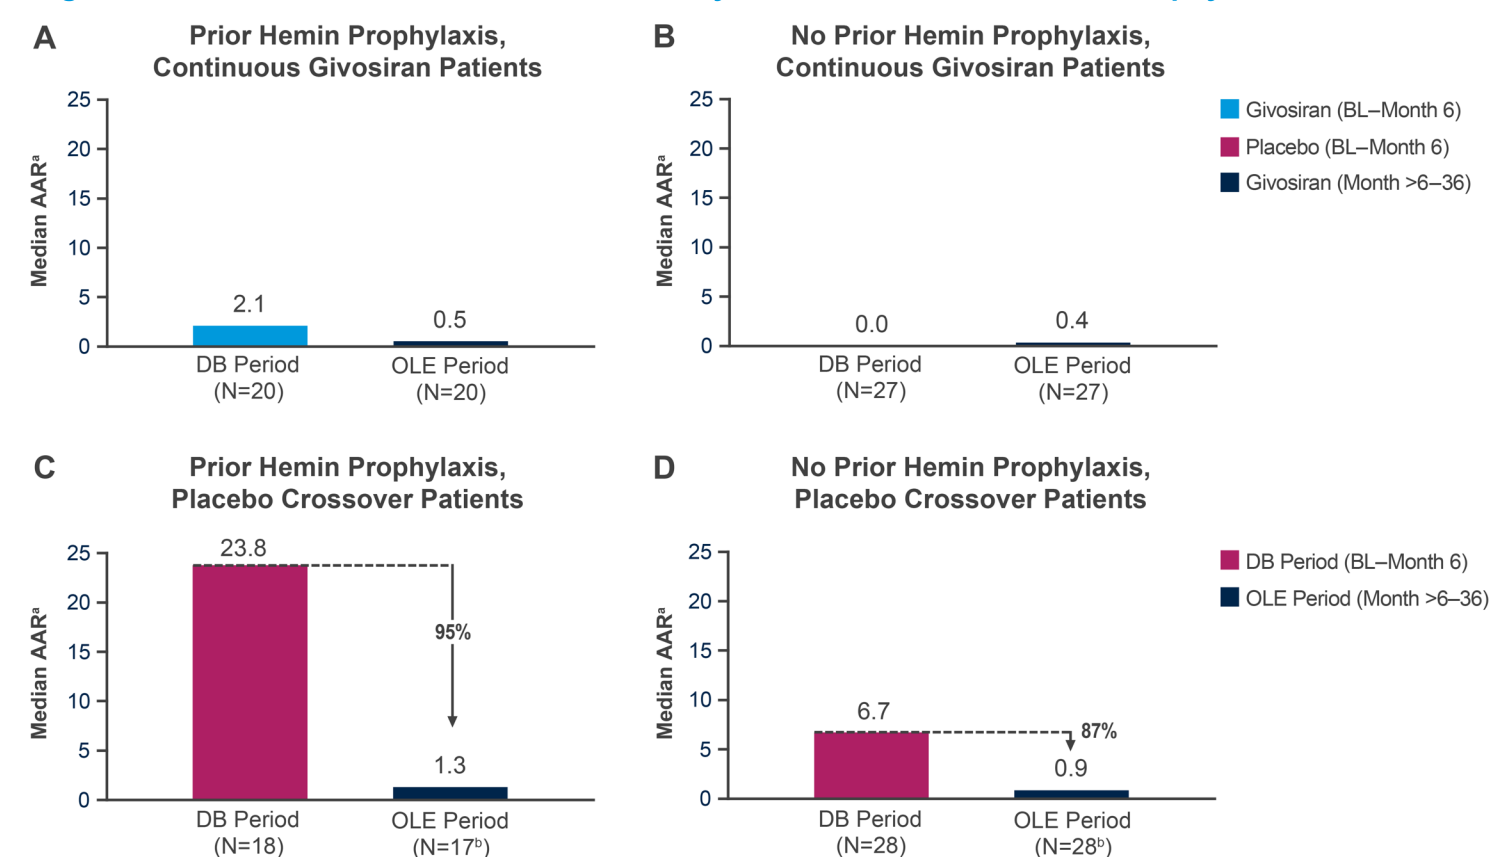 A
Prior Hemin Prophylaxis,
Continuous Givosiran Patients
Median AARᵃ
25
20
15
10
5
0
2.1
0.5
DB Period
(N=20)
OLE Period
(N=20)
B
No Prior Hemin Prophylaxis,
Continuous Givosiran Patients
Median AARᵃ
25
20
15
10
5
0
0.0
0.4
DB Period
(N=27)
OLE Period
(N=27)
Givosiran (BL–Month 6)
Placebo (BL–Month 6)
Givosiran (Month >6–36)
C
Prior Hemin Prophylaxis,
Placebo Crossover Patients
Median AARᵃ
25
20
15
10
5
0
23.8
95%
1.3
DB Period
(N=18)
OLE Period
(N=17ᵇ)
D
No Prior Hemin Prophylaxis,
Placebo Crossover Patients
Median AARᵃ
25
20
15
10
5
0
6.7
87%
0.9
DB Period
(N=28)
OLE Period
(N=28ᵇ)
DB Period (BL–Month 6)
OLE Period (Month >6–36)